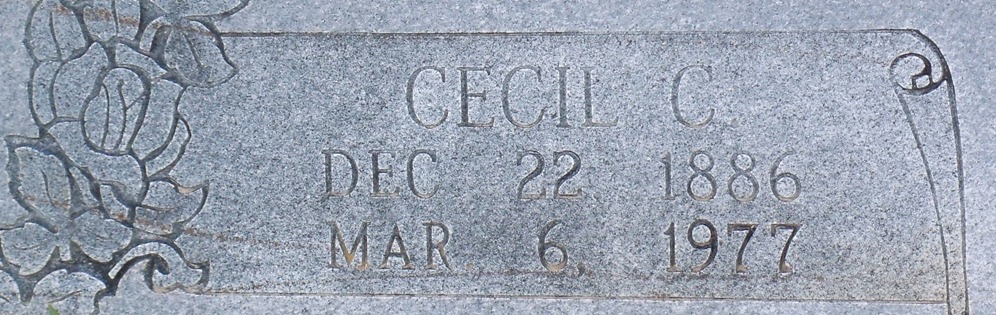 CECIL C.
DEC 22, 1886
MAR. 6, 1977